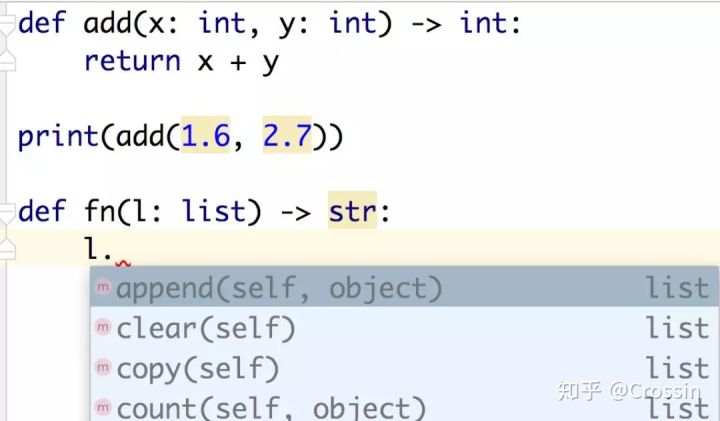 def add(x: int, y: int) -> int:
    return x + y
print(add(1.6, 2.7))
def fn(l: list) -> str:
    l.
m append(self, object) list
m clear(self) list
m copy(self) list
m count(self, object) list
知乎 @Crossin